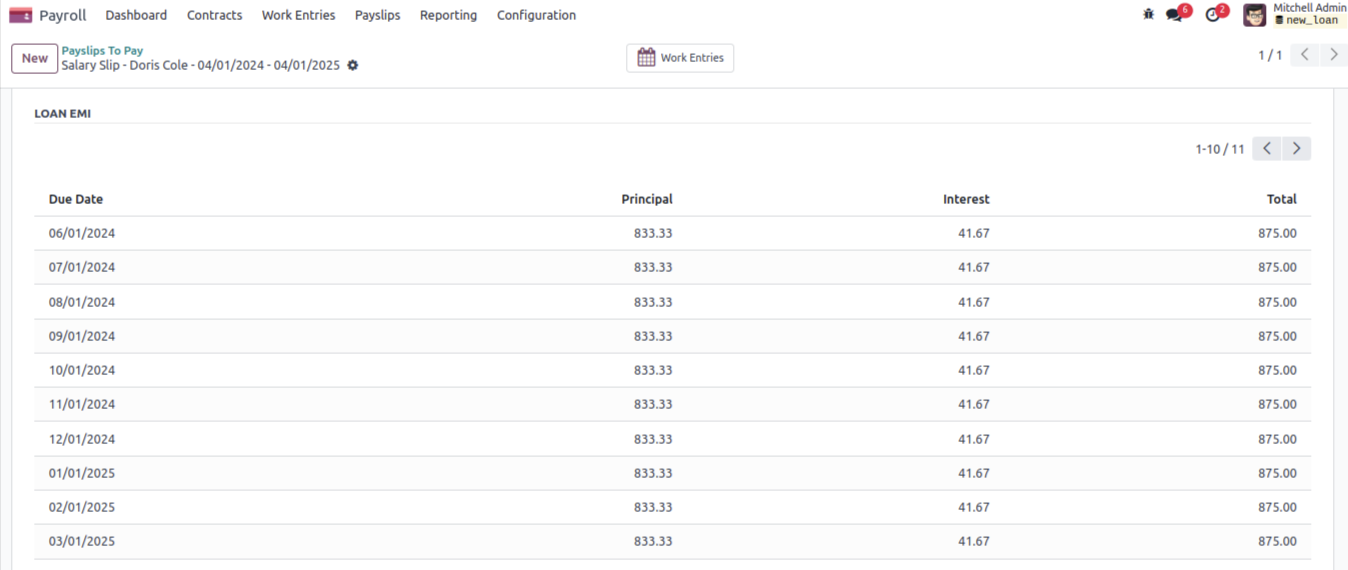 Payroll Dashboard Contracts Work Entries Payslips Reporting Configuration 6 2 Mitchell Admin
new_loan
New Payslips To Pay Work Entries 1 / 1
Salary Slip - Doris Cole - 04/01/2024 - 04/01/2025
LOAN EMI
1-10 / 11
Due Date Principal Interest Total
06/01/2024 833.33 41.67 875.00
07/01/2024 833.33 41.67 875.00
08/01/2024 833.33 41.67 875.00
09/01/2024 833.33 41.67 875.00
10/01/2024 833.33 41.67 875.00
11/01/2024 833.33 41.67 875.00
12/01/2024 833.33 41.67 875.00
01/01/2025 833.33 41.67 875.00
02/01/2025 833.33 41.67 875.00
03/01/2025 833.33 41.67 875.00